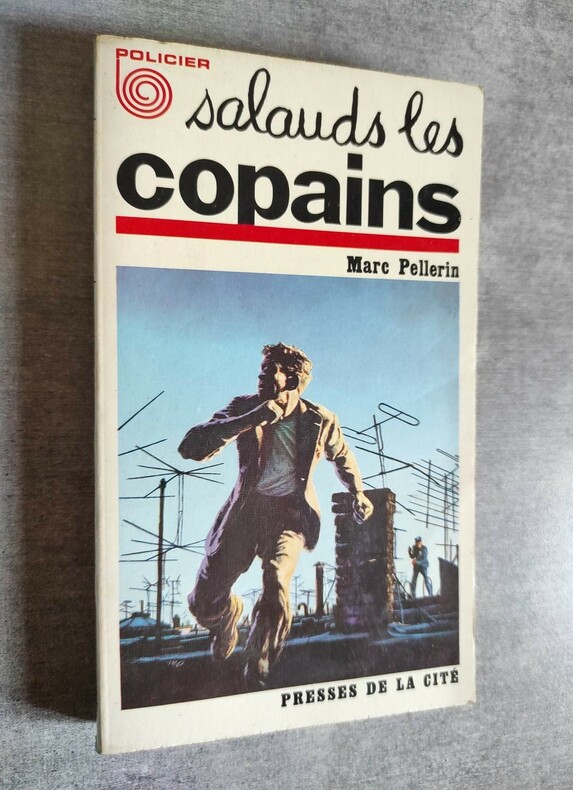 POLICIER
salauds les
copains
Marc Pellerin
PRESSES DE LA CITÉ